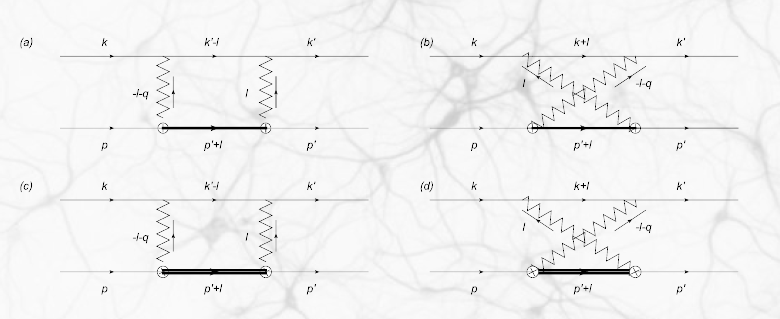 (a) k k'-l k' (b) k k+l k'
-l-q l l -l-q
p p'+l p' p p'+l p'
(c) k k'-l k' (d) k k+l k'
-l-q l l -l-q
p p'+l p' p p'+l p'